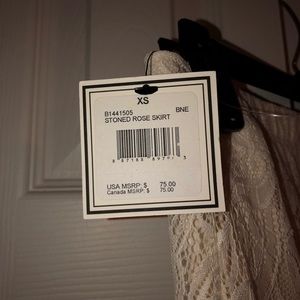 XS
B1441505 BNE
STONED ROSE SKIRT
USA MSRP: $ 75.00
Canada MSRP: $ 75.00